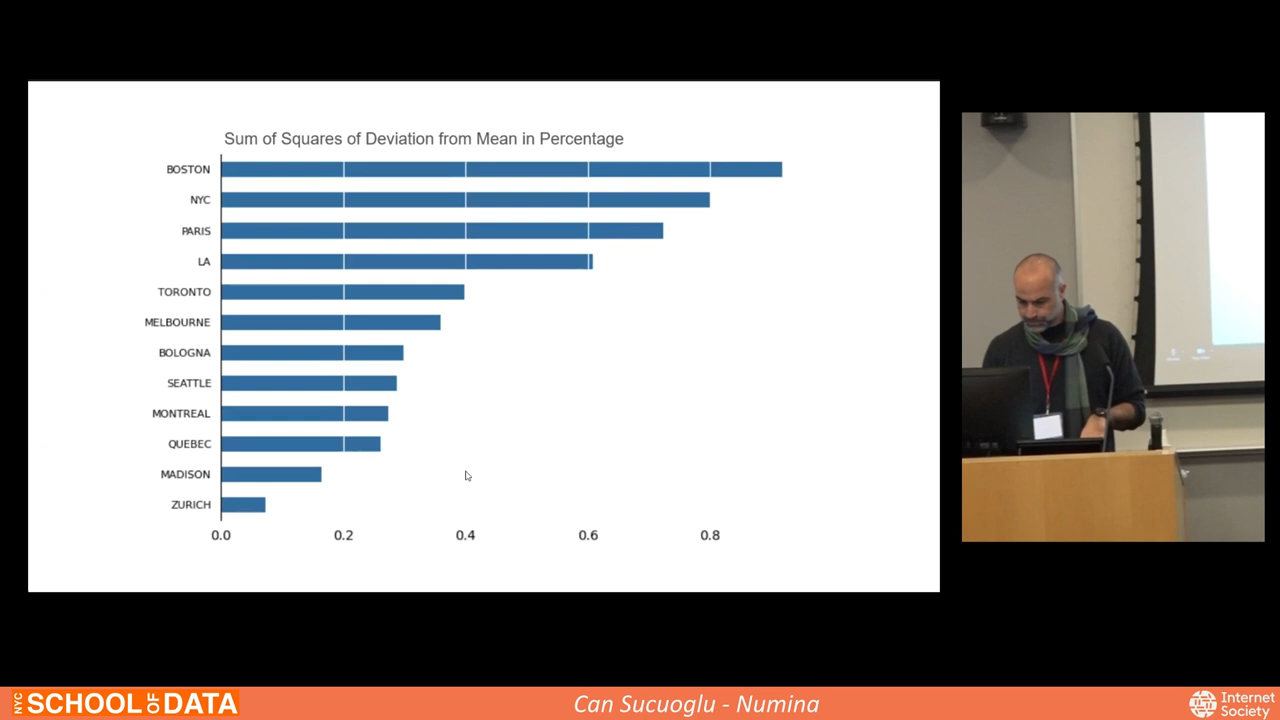 Sum of Squares of Deviation from Mean in Percentage
BOSTON
NYC
PARIS
LA
TORONTO
MELBOURNE
BOLOGNA
SEATTLE
MONTREAL
QUEBEC
MADISON
ZURICH
0.0 0.2 0.4 0.6 0.8
NYC SCHOOL OF DATA
Can Sucuoglu - Numina
Internet
Society